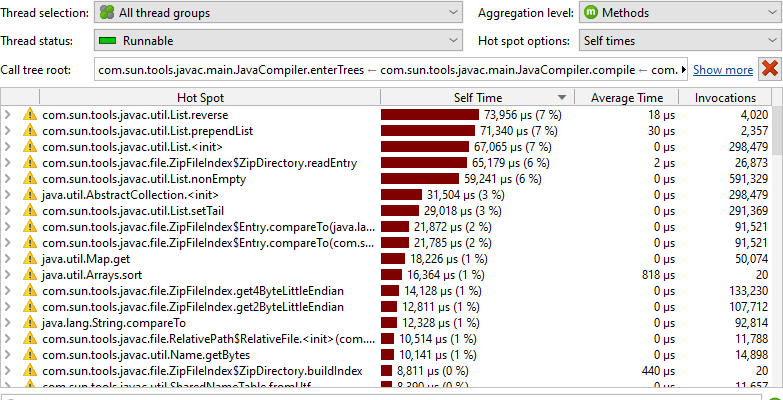 Thread selection: All thread groups Aggregation level: m Methods
Thread status: Runnable Hot spot options: Self times
Call tree root: com.sun.tools.javac.main.JavaCompiler.enterTrees ← com.sun.tools.javac.main.JavaCompiler.compile ← com. Show more
Hot Spot Self Time Average Time Invocations
com.sun.tools.javac.util.List.reverse 73,956 µs (7 %) 18 µs 4,020
com.sun.tools.javac.util.List.prependList 71,340 µs (7 %) 30 µs 2,357
com.sun.tools.javac.util.List.<init> 67,065 µs (7 %) 0 µs 298,479
com.sun.tools.javac.file.ZipFileIndex$ZipDirectory.readEntry 65,179 µs (6 %) 2 µs 26,873
com.sun.tools.javac.util.List.nonEmpty 59,241 µs (6 %) 0 µs 591,329
java.util.AbstractCollection.<init> 31,504 µs (3 %) 0 µs 298,479
com.sun.tools.javac.util.List.setTail 29,018 µs (3 %) 0 µs 291,369
com.sun.tools.javac.file.ZipFileIndex$Entry.compareTo(java.la... 21,872 µs (2 %) 0 µs 91,521
com.sun.tools.javac.file.ZipFileIndex$Entry.compareTo(com.s... 21,785 µs (2 %) 0 µs 91,521
java.util.Map.get 18,226 µs (1 %) 0 µs 50,074
java.util.Arrays.sort 16,364 µs (1 %) 818 µs 20
com.sun.tools.javac.file.ZipFileIndex.get4ByteLittleEndian 14,128 µs (1 %) 0 µs 133,230
com.sun.tools.javac.file.ZipFileIndex.get2ByteLittleEndian 12,811 µs (1 %) 0 µs 107,712
java.lang.String.compareTo 12,328 µs (1 %) 0 µs 92,814
com.sun.tools.javac.file.RelativePath$RelativeFile.<init>(com.... 10,514 µs (1 %) 0 µs 11,788
com.sun.tools.javac.util.Name.getBytes 10,141 µs (1 %) 0 µs 14,898
com.sun.tools.javac.file.ZipFileIndex$ZipDirectory.buildIndex 8,811 µs (0 %) 440 µs 20
com.sun.tools.javac.util.SharedNameTable.fromUtf 8,390 µs (0 %) 0 µs 11,657